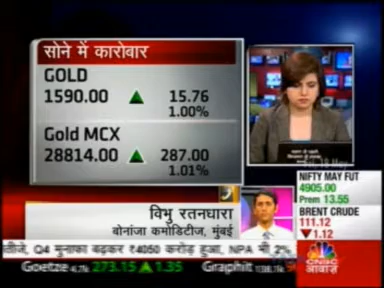 सोने में कारोबार
GOLD
1590.00 15.76
1.00%
Gold MCX
28814.00 287.00
1.01%
NIFTY MAY FUT
4905.00
Prem 13.55
BRENT CRUDE
111.12
1.12
विभु रतनधारा
बोनांजा कमोडिटीज, मुंबई
Q4 मुनाफा बढ़कर ₹4050 करोड़ हुआ, NPA भी 2%
Goetze 273.15 1.35 Graphitt
CNBC
आवाज़